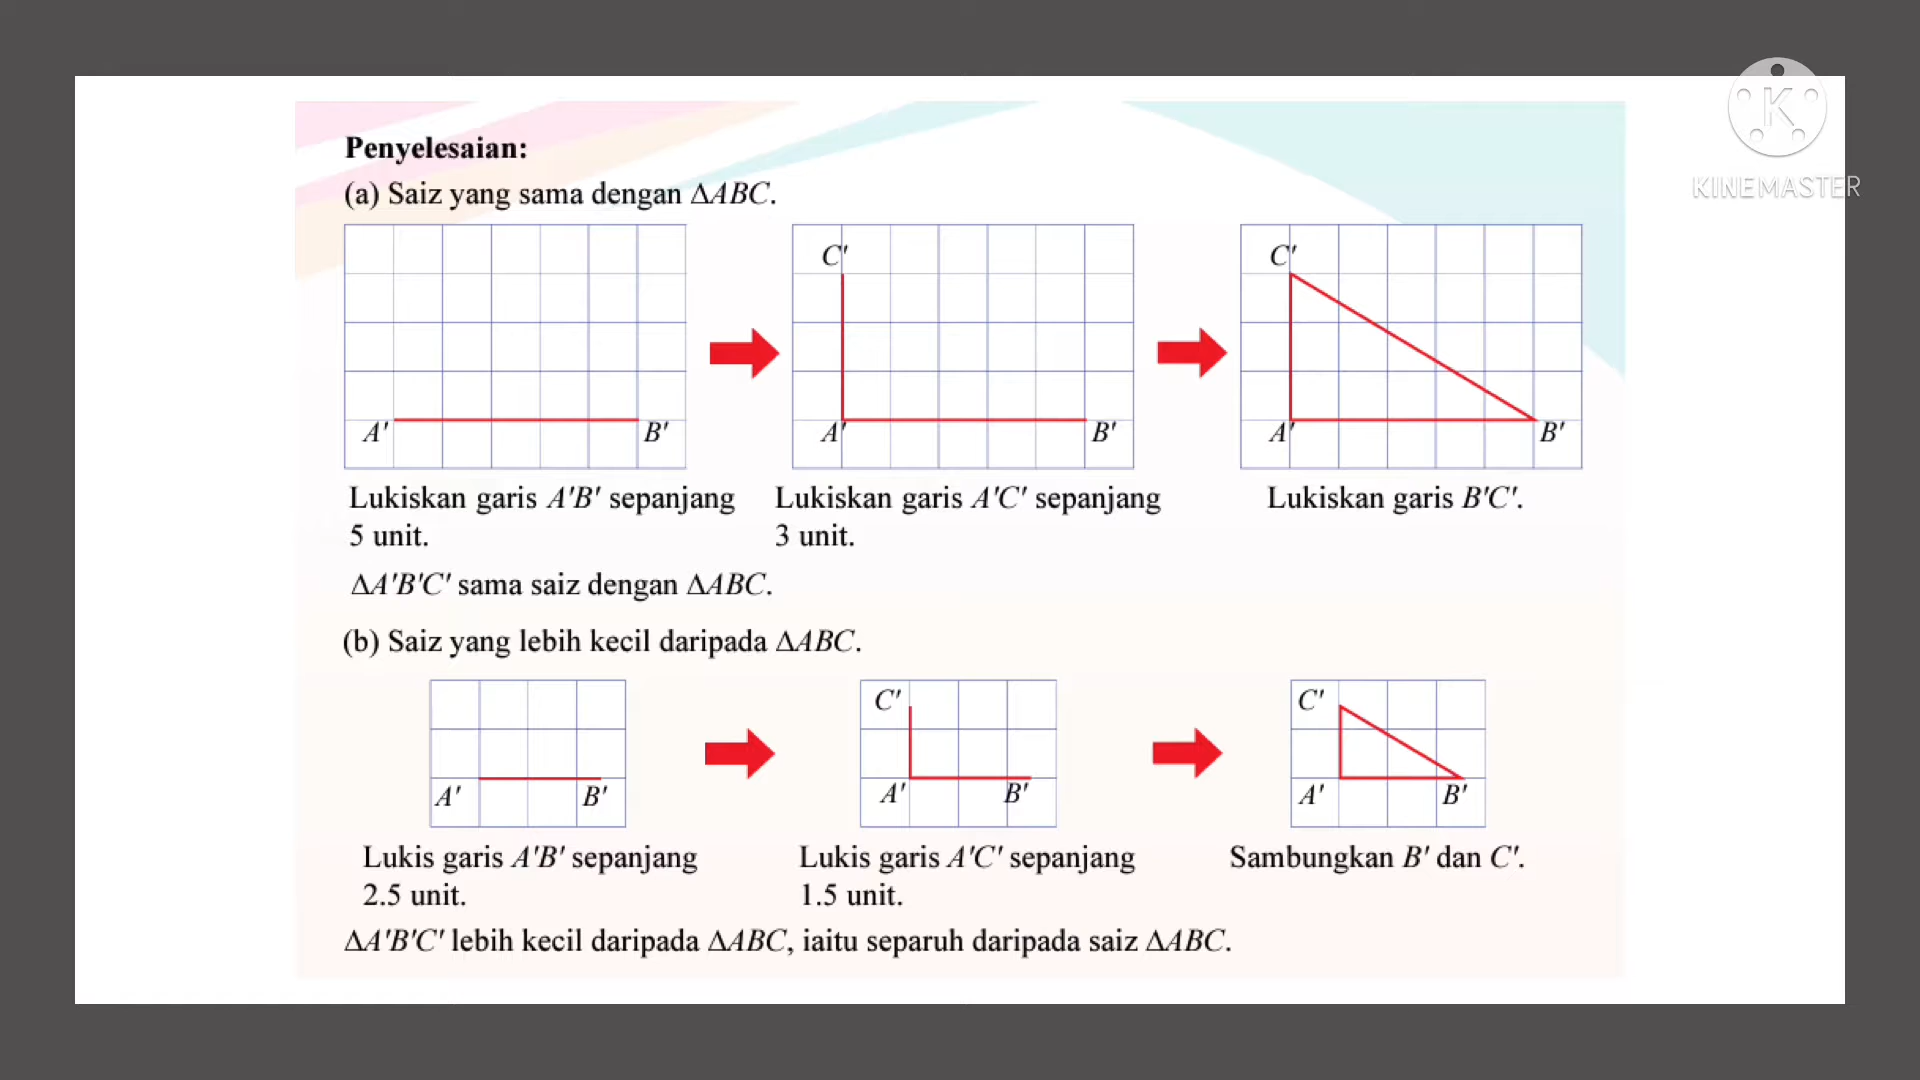 KINEMASTER
Penyelesaian:
(a) Saiz yang sama dengan ΔABC.
A' B'
C'
A' B'
C'
A' B'
Lukiskan garis A'B' sepanjang
5 unit.
Lukiskan garis A'C' sepanjang
3 unit.
Lukiskan garis B'C'.
ΔA'B'C' sama saiz dengan ΔABC.
(b) Saiz yang lebih kecil daripada ΔABC.
A' B'
C'
A' B'
C'
A' B'
Lukis garis A'B' sepanjang
2.5 unit.
Lukis garis A'C' sepanjang
1.5 unit.
Sambungkan B' dan C'.
ΔA'B'C' lebih kecil daripada ΔABC, iaitu separuh daripada saiz ΔABC.